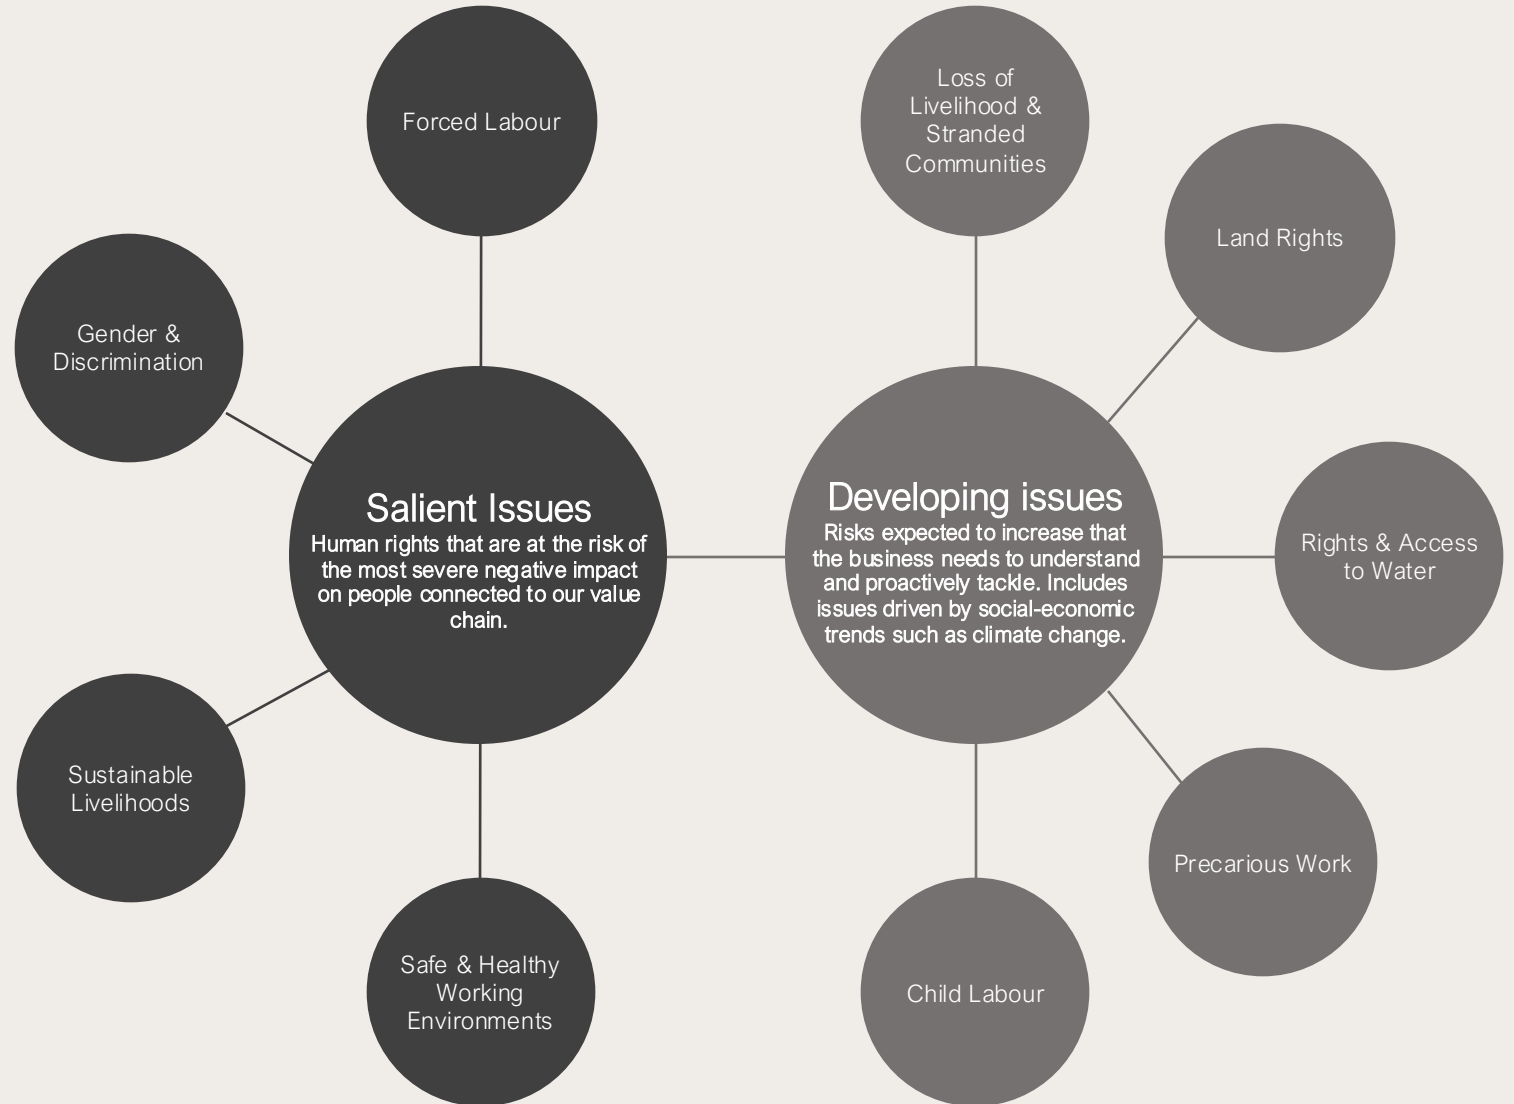 Forced Labour
Gender &
Discrimination
Salient Issues
Human rights that are at the risk of
the most severe negative impact
on people connected to our value
chain.
Sustainable
Livelihoods
Safe & Healthy
Working
Environments
Loss of
Livelihood &
Stranded
Communities
Land Rights
Developing issues
Risks expected to increase that
the business needs to understand
and proactively tackle. Includes
issues driven by social-economic
trends such as climate change.
Rights & Access
to Water
Precarious Work
Child Labour